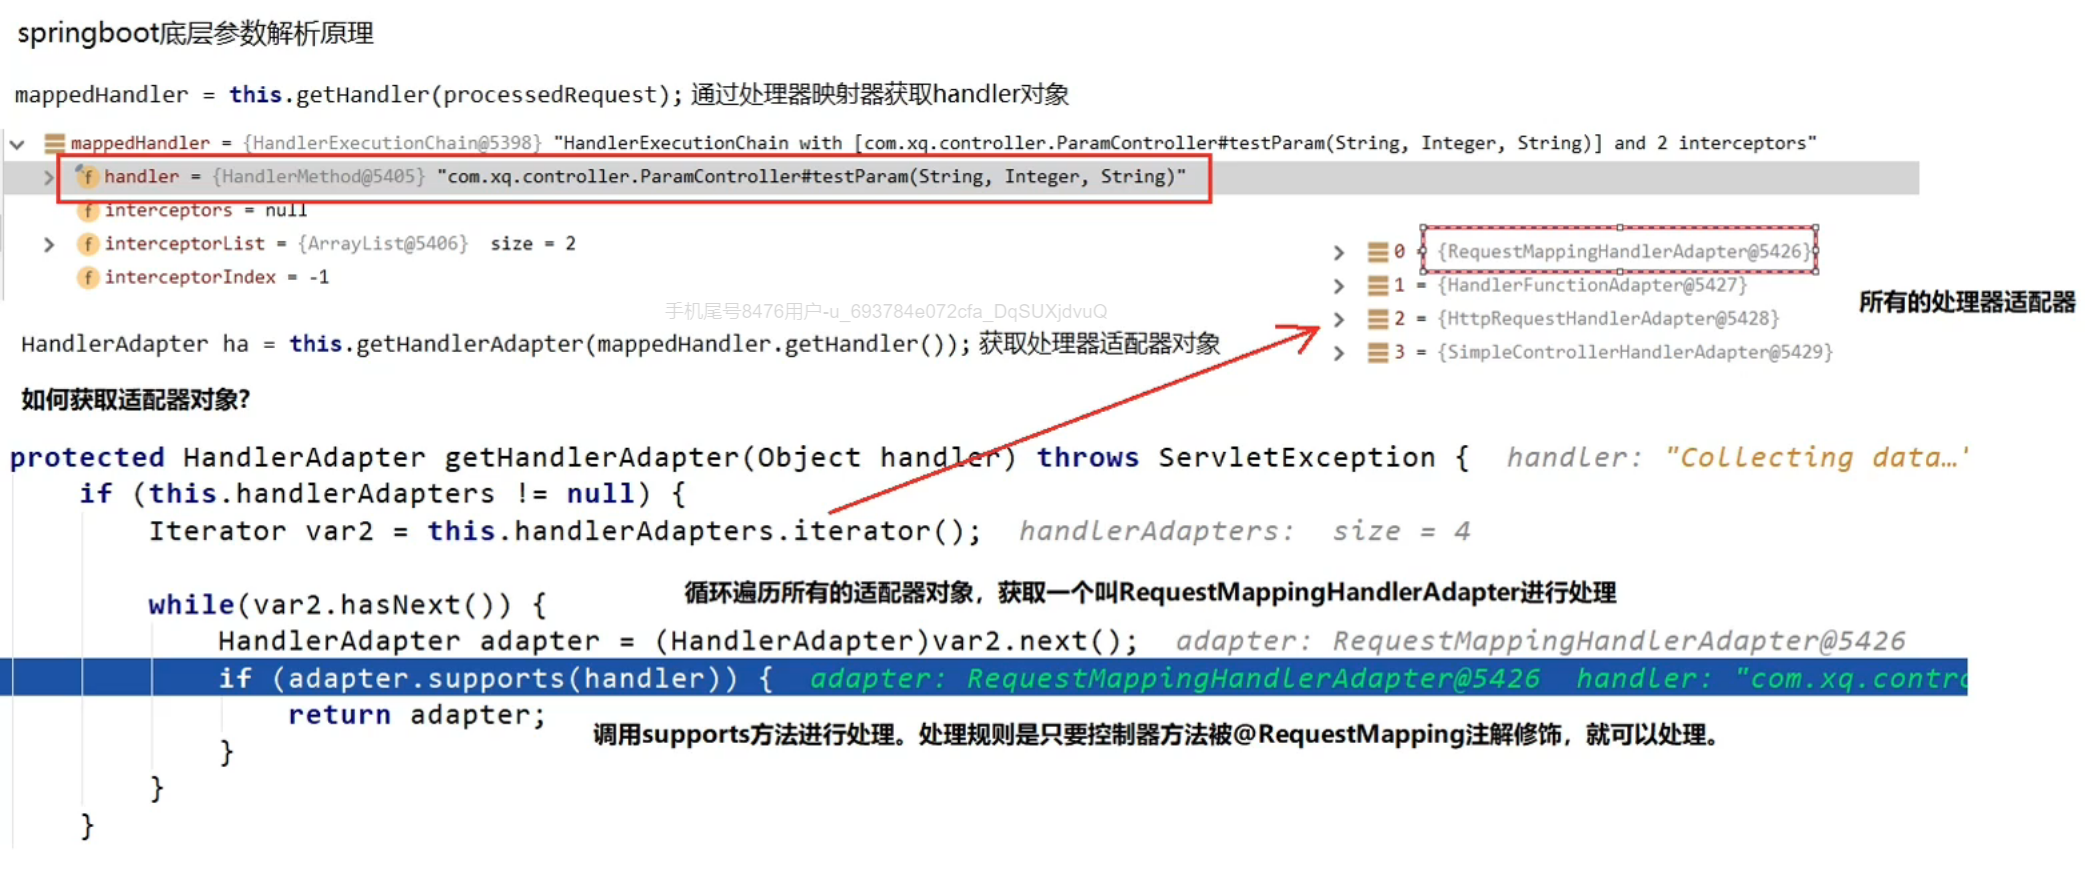 springboot底层参数解析原理
mappedHandler = this.getHandler(processedRequest); 通过处理器映射器获取handler对象
mappedHandler = {HandlerExecutionChain@5398} "HandlerExecutionChain with [com.xq.controller.ParamController#testParam(String, Integer, String)] and 2 interceptors"
f handler = {HandlerMethod@5405} "com.xq.controller.ParamController#testParam(String, Integer, String)"
f interceptors = null
f interceptorList = {ArrayList@5406} size = 2
f interceptorIndex = -1
0 = {RequestMappingHandlerAdapter@5426}
1 = {HandlerFunctionAdapter@5427}
2 = {HttpRequestHandlerAdapter@5428}
3 = {SimpleControllerHandlerAdapter@5429}
所有的处理器适配器
手机尾号8476用户-u_693784e072cfa_DqSUXjdvuQ
HandlerAdapter ha = this.getHandlerAdapter(mappedHandler.getHandler()); 获取处理器适配器对象
如何获取适配器对象?
protected HandlerAdapter getHandlerAdapter(Object handler) throws ServletException { handler: "Collecting data…"
if (this.handlerAdapters != null) {
Iterator var2 = this.handlerAdapters.iterator(); handlerAdapters: size = 4
循环遍历所有的适配器对象，获取一个叫RequestMappingHandlerAdapter进行处理
while(var2.hasNext()) {
HandlerAdapter adapter = (HandlerAdapter)var2.next(); adapter: RequestMappingHandlerAdapter@5426
if (adapter.supports(handler)) { adapter: RequestMappingHandlerAdapter@5426 handler: "com.xq.contro
return adapter;
调用supports方法进行处理。处理规则是只要控制器方法被@RequestMapping注解修饰，就可以处理。
}
}
}